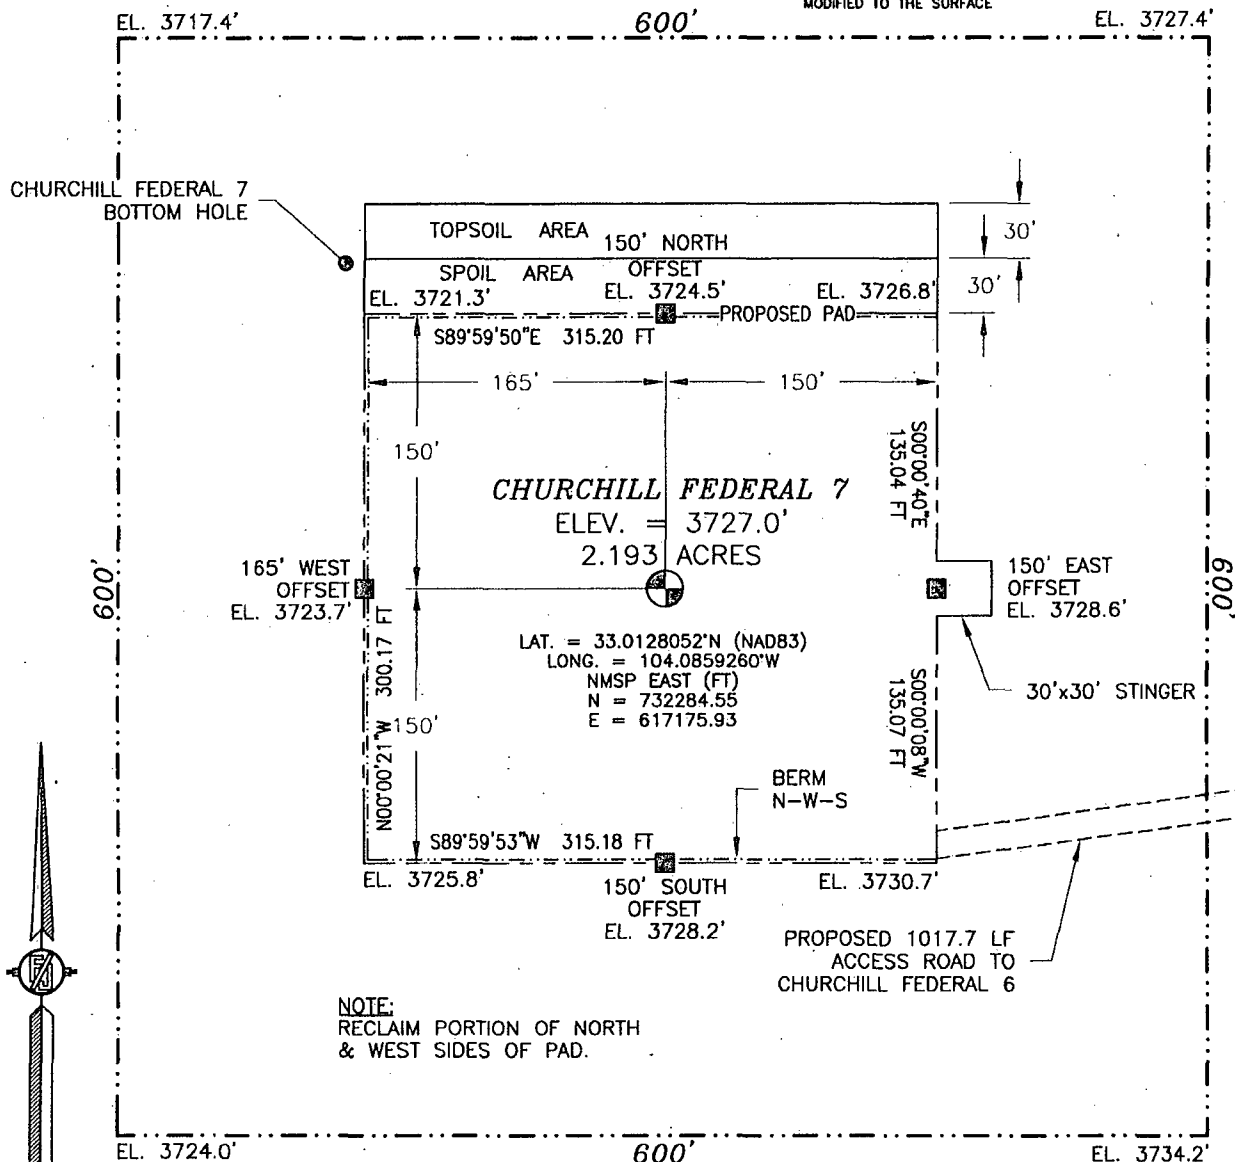 MODIFIED TO THE SURFACE
EL. 3717.4'
600'
EL. 3727.4'
CHURCHILL FEDERAL 7
BOTTOM HOLE
TOPSOIL AREA
30'
150' NORTH
OFFSET
EL. 3724.5'
SPOIL AREA
30'
EL. 3721.3'
EL. 3726.8'
PROPOSED PAD
S89°59'50"E 315.20 FT
165'
150'
150'
S00°00'40"E
135.04 FT
CHURCHILL FEDERAL 7
ELEV. = 3727.0'
2.193 ACRES
600'
165' WEST
OFFSET
EL. 3723.7'
150' EAST
OFFSET
EL. 3728.6'
600'
LAT. = 33.0128052°N (NAD83)
LONG. = 104.0859260°W
NMSP EAST (FT)
N = 732284.55
E = 617175.93
30'x30' STINGER
N00°00'21"W 300.17 FT
150'
S00°00'08"W
135.07 FT
BERM
N-W-S
S89°59'53"W 315.18 FT
EL. 3725.8'
150' SOUTH
OFFSET
EL. 3728.2'
EL. 3730.7'
PROPOSED 1017.7 LF
ACCESS ROAD TO
CHURCHILL FEDERAL 6
NOTE:
RECLAIM PORTION OF NORTH
& WEST SIDES OF PAD.
EL. 3724.0'
600'
EL. 3734.2'